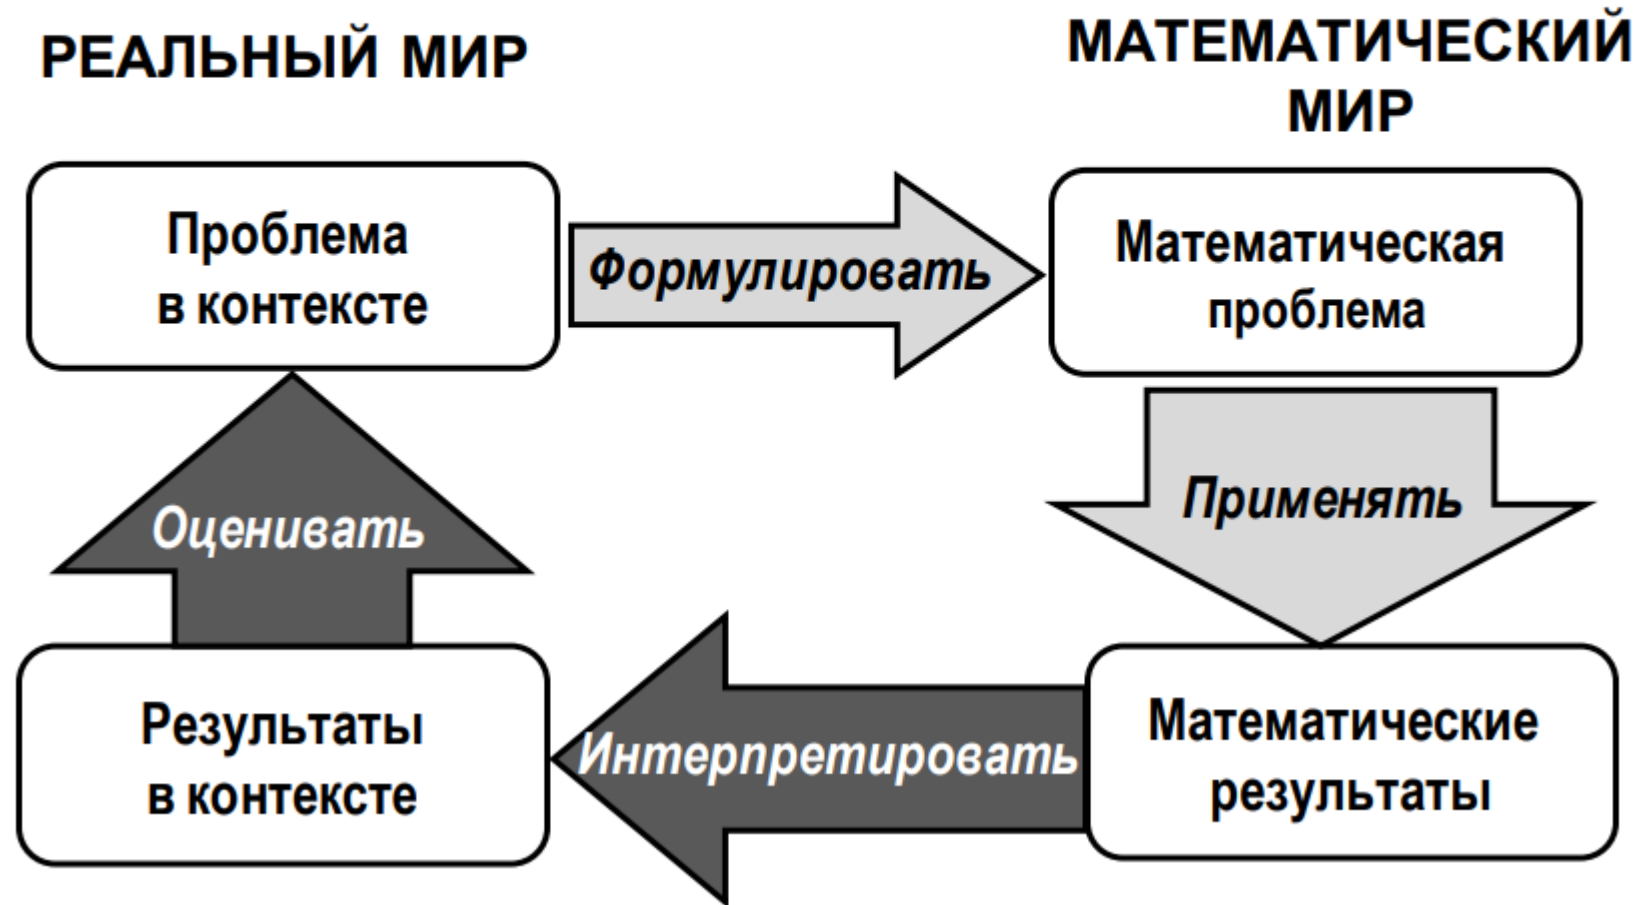 РЕАЛЬНЫЙ МИР
МАТЕМАТИЧЕСКИЙ
МИР
Проблема
в контексте
Формулировать
Математическая
проблема
Применять
Математические
результаты
Интерпретировать
Результаты
в контексте
Оценивать